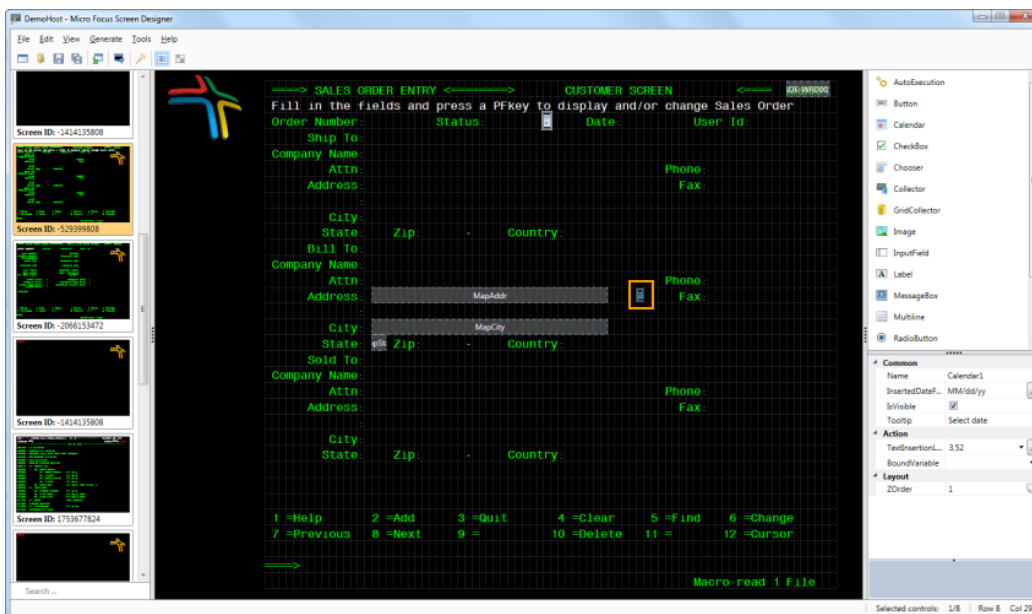 DemoHost - Micro Focus Screen Designer
File Edit View Generate Tools Help
Screen ID: -1414135808
Screen ID: -529399808
Screen ID: -2066153472
Screen ID: -1414135808
Screen ID: 1753677824
Search ...
====> SALES ORDER ENTRY <=========> CUSTOMER SCREEN <====
Fill in the fields and press a PFkey to display and/or change Sales Order
Order Number: Status: Date: User Id:
Ship To:
Company Name:
Attn: Phone:
Address: Fax:
:
City:
State: Zip: - Country:
Bill To:
Company Name:
Attn: Phone:
Address: MapAddr Fax:
:
City: MapCity
State: Zip: - Country:
Sold To:
Company Name:
Attn: Phone:
Address: Fax:
:
City:
State: Zip: - Country:
1 =Help 2 =Add 3 =Quit 4 =Clear 5 =Find 6 =Change
7 =Previous 8 =Next 9 = 10 =Delete 11 = 12 =Cursor
====>
Macro-read 1 File
AutoExecution
Button
Calendar
CheckBox
Chooser
Collector
GridCollector
Image
InputField
Label
MessageBox
Multiline
RadioButton
Common
Name Calendar1
InsertedDateF... MM/dd/yy
IsVisible
Tooltip Select date
Action
TextInsertionL... 3,52
BoundVariable
Layout
ZOrder 1
Selected controls: 1/8 Row 8 Col 29